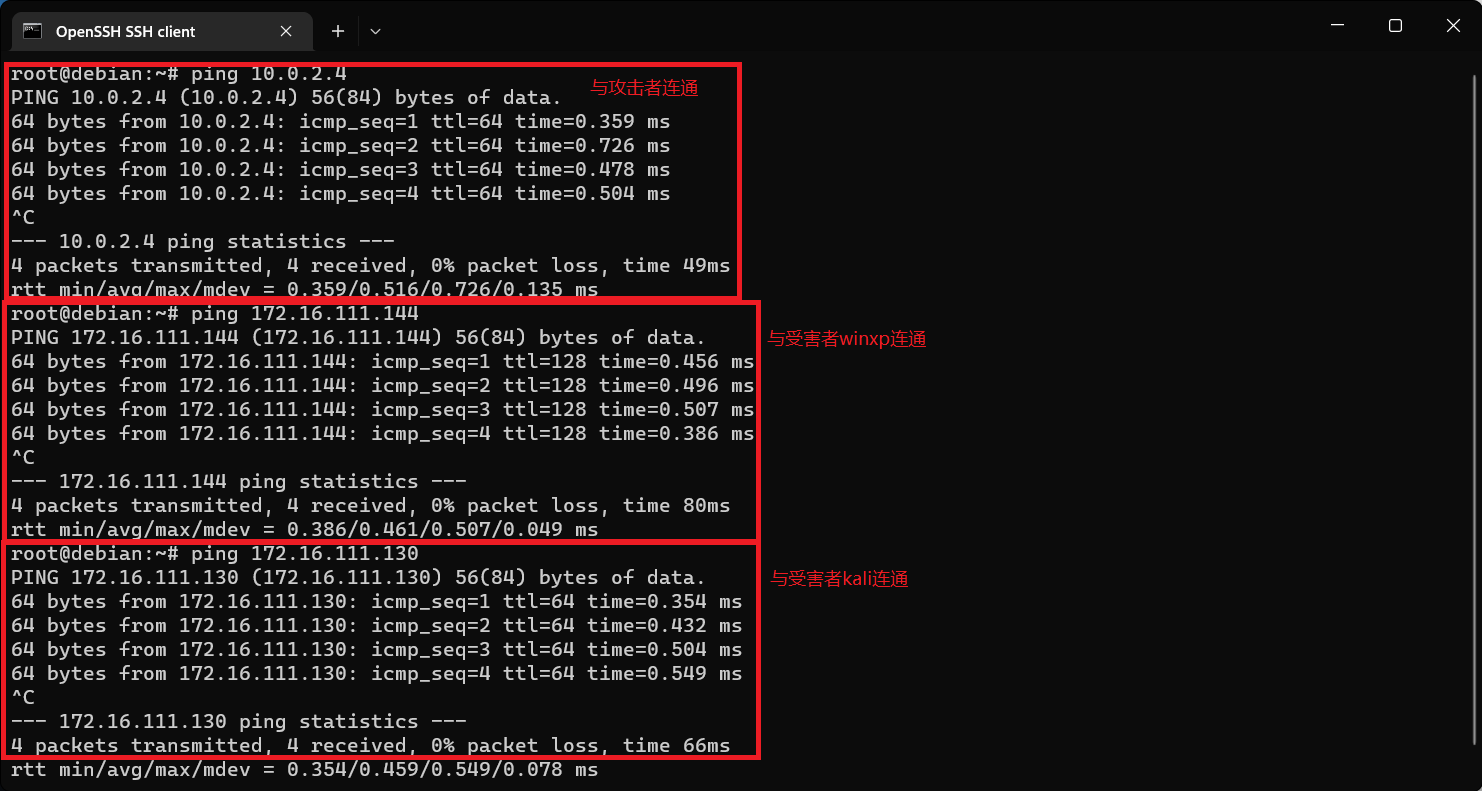 OpenSSH SSH client
root@debian:~# ping 10.0.2.4
PING 10.0.2.4 (10.0.2.4) 56(84) bytes of data.
与攻击者连通
64 bytes from 10.0.2.4: icmp_seq=1 ttl=64 time=0.359 ms
64 bytes from 10.0.2.4: icmp_seq=2 ttl=64 time=0.726 ms
64 bytes from 10.0.2.4: icmp_seq=3 ttl=64 time=0.478 ms
64 bytes from 10.0.2.4: icmp_seq=4 ttl=64 time=0.504 ms
^C
--- 10.0.2.4 ping statistics ---
4 packets transmitted, 4 received, 0% packet loss, time 49ms
rtt min/avg/max/mdev = 0.359/0.516/0.726/0.135 ms
root@debian:~# ping 172.16.111.144
PING 172.16.111.144 (172.16.111.144) 56(84) bytes of data.
与受害者winxp连通
64 bytes from 172.16.111.144: icmp_seq=1 ttl=128 time=0.456 ms
64 bytes from 172.16.111.144: icmp_seq=2 ttl=128 time=0.496 ms
64 bytes from 172.16.111.144: icmp_seq=3 ttl=128 time=0.507 ms
64 bytes from 172.16.111.144: icmp_seq=4 ttl=128 time=0.386 ms
^C
--- 172.16.111.144 ping statistics ---
4 packets transmitted, 4 received, 0% packet loss, time 80ms
rtt min/avg/max/mdev = 0.386/0.461/0.507/0.049 ms
root@debian:~# ping 172.16.111.130
PING 172.16.111.130 (172.16.111.130) 56(84) bytes of data.
与受害者kali连通
64 bytes from 172.16.111.130: icmp_seq=1 ttl=64 time=0.354 ms
64 bytes from 172.16.111.130: icmp_seq=2 ttl=64 time=0.432 ms
64 bytes from 172.16.111.130: icmp_seq=3 ttl=64 time=0.504 ms
64 bytes from 172.16.111.130: icmp_seq=4 ttl=64 time=0.549 ms
^C
--- 172.16.111.130 ping statistics ---
4 packets transmitted, 4 received, 0% packet loss, time 66ms
rtt min/avg/max/mdev = 0.354/0.459/0.549/0.078 ms